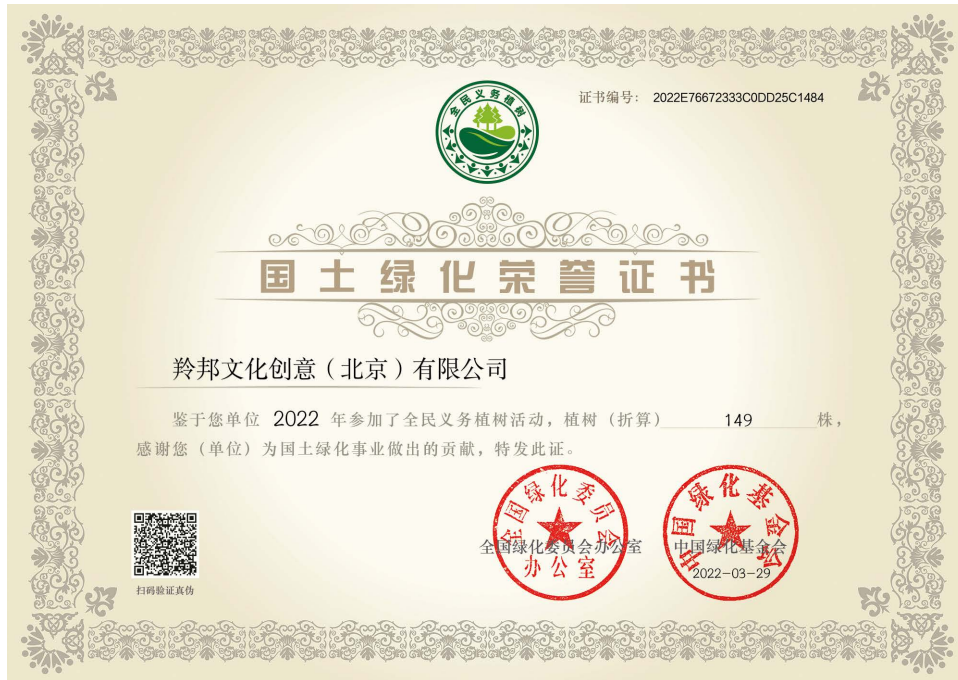 证书编号: 2022E76672333C0DD25C1484
全民义务植树
国土绿化荣誉证书
羚邦文化创意（北京）有限公司
鉴于您单位 2022 年参加了全民义务植树活动，植树（折算） 149 株，
感谢您（单位）为国土绿化事业做出的贡献，特发此证。
全国绿化委员会
办公室
全国绿化委员会办公室
中国绿化基金会
中国绿化基金会
2022-03-29
扫码验证真伪